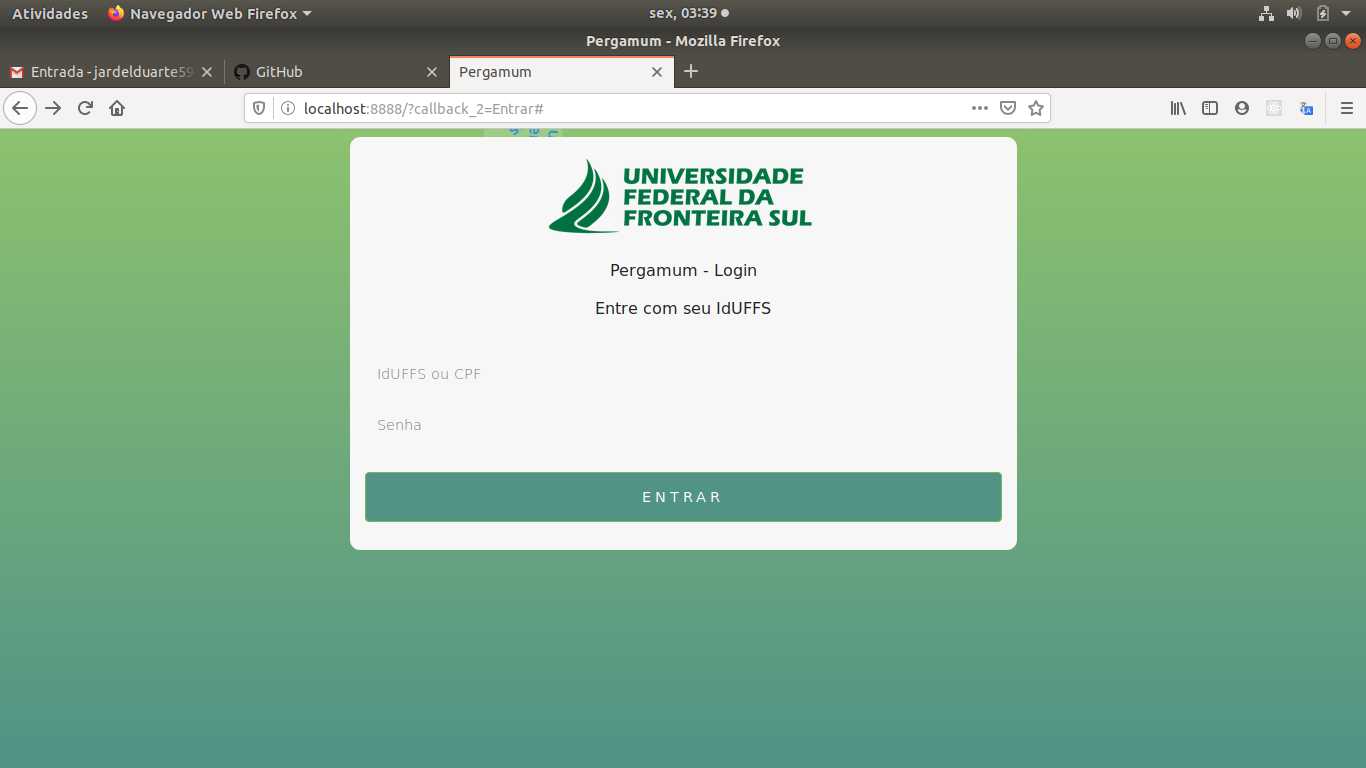 Atividades Navegador Web Firefox sex, 03:39
Pergamum - Mozilla Firefox
Entrada - jardelduarte59 GitHub Pergamum
localhost:8888/?callback_2=Entrar#
UNIVERSIDADE
FEDERAL DA
FRONTEIRA SUL
Pergamum - Login
Entre com seu IdUFFS
IdUFFS ou CPF
Senha
ENTRAR